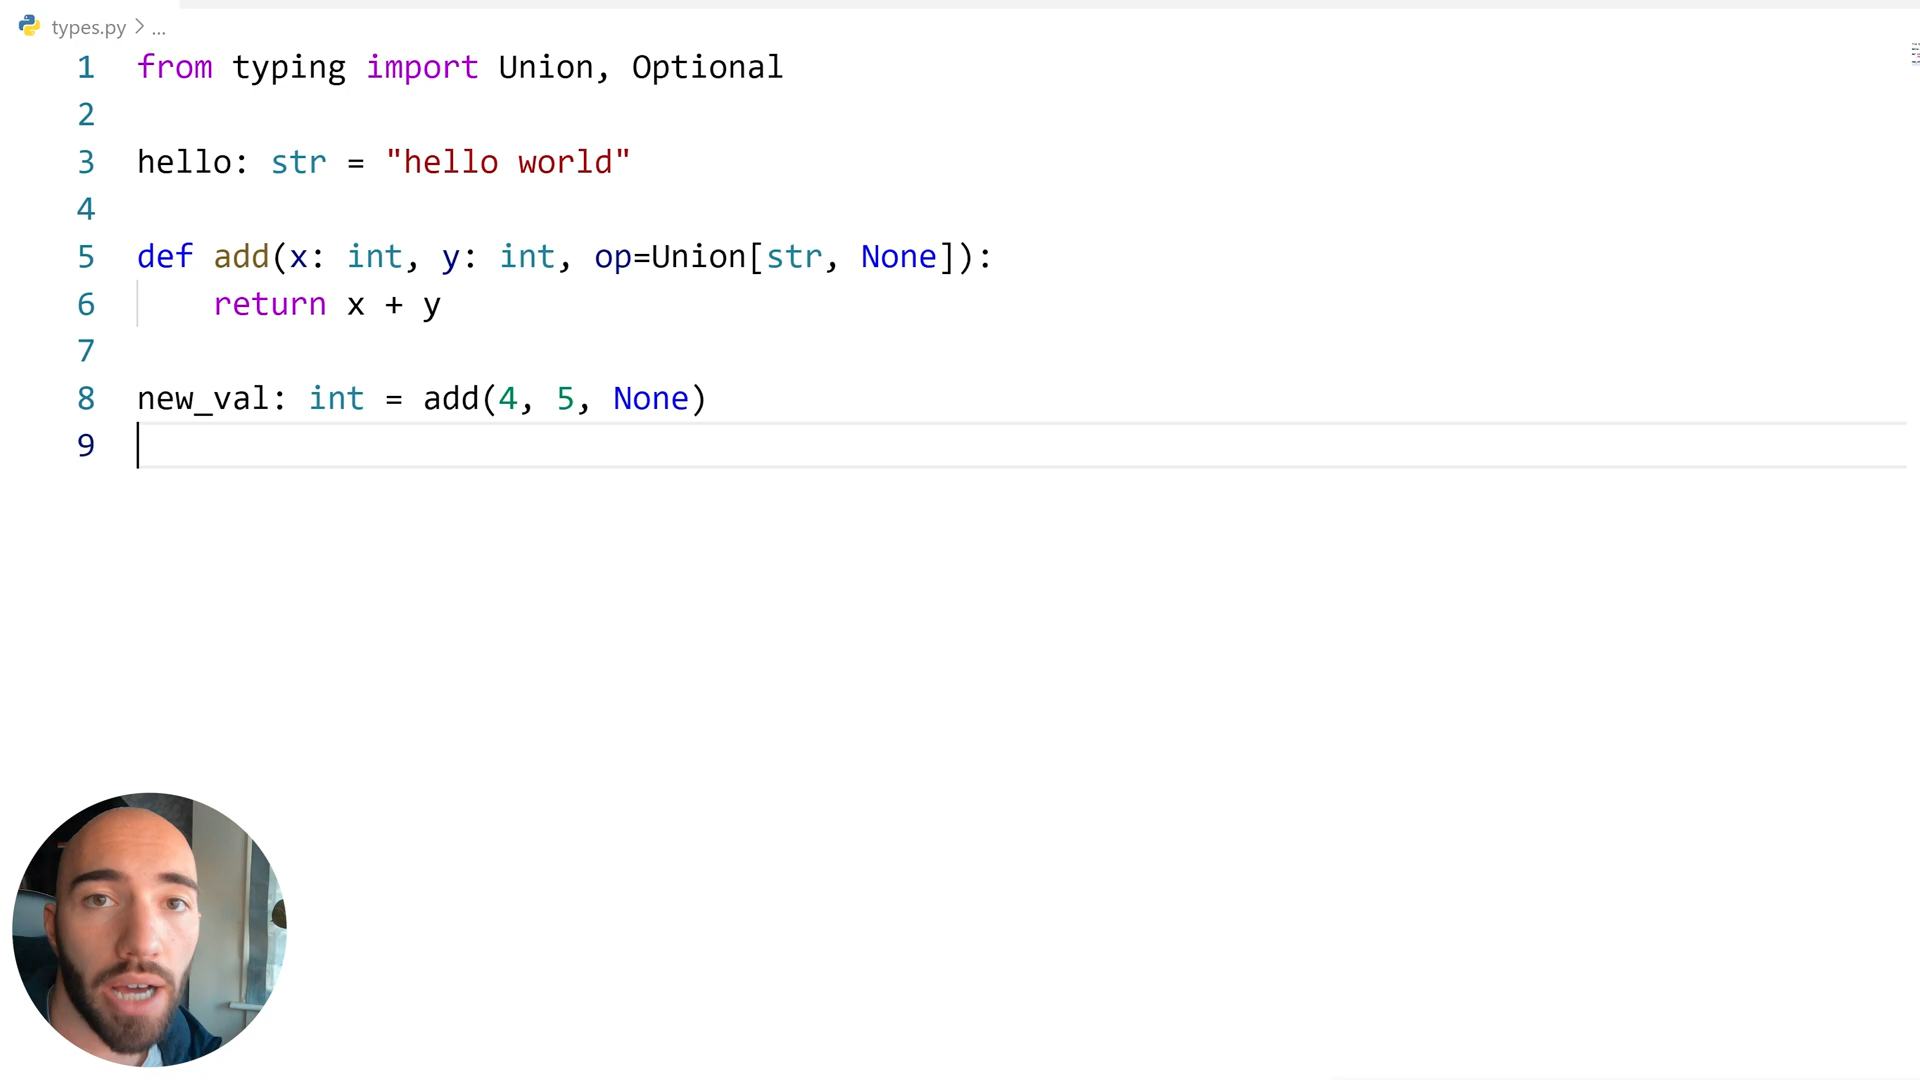 types.py > ...
1 from typing import Union, Optional
2
3 hello: str = "hello world"
4
5 def add(x: int, y: int, op=Union[str, None]):
6     return x + y
7
8 new_val: int = add(4, 5, None)
9